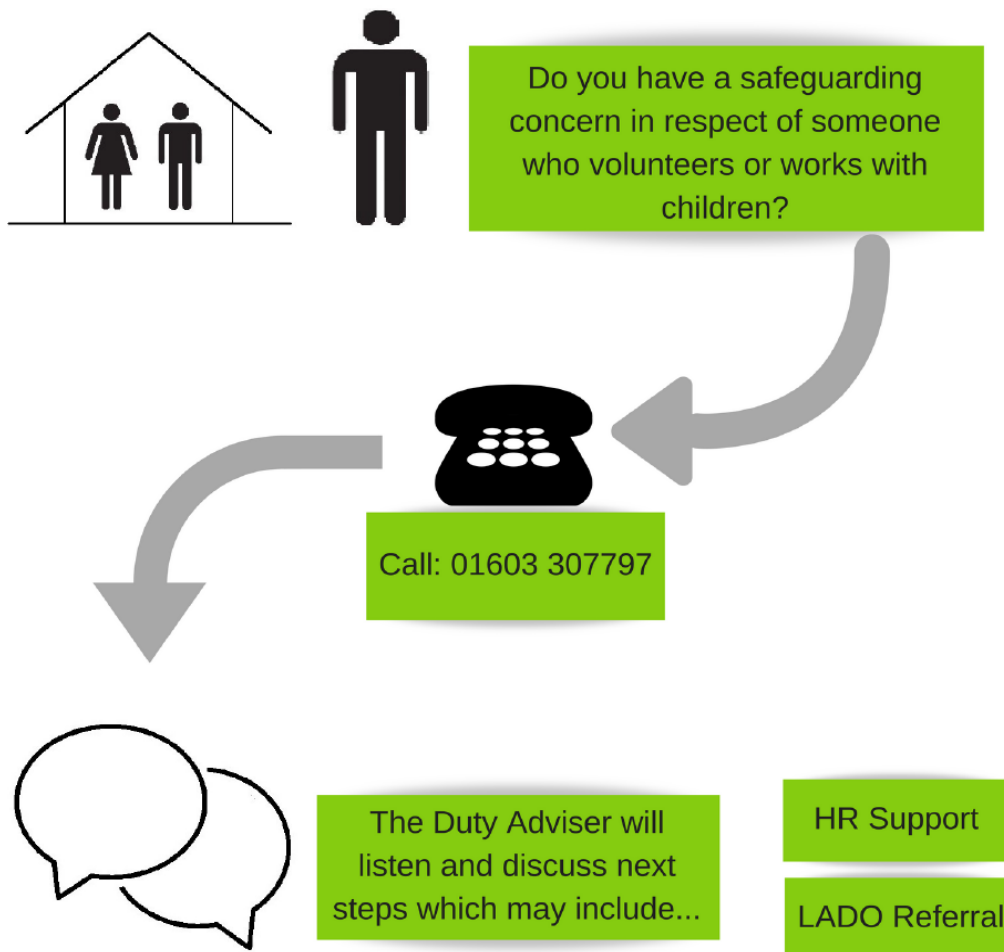 Do you have a safeguarding
concern in respect of someone
who volunteers or works with
children?
Call: 01603 307797
The Duty Adviser will
listen and discuss next
steps which may include...
HR Support
LADO Referral